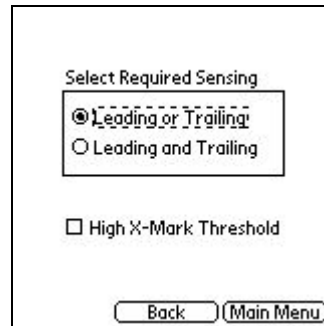 Select Required Sensing
Leading or Trailing
Leading and Trailing
High X-Mark Threshold
Back Main Menu